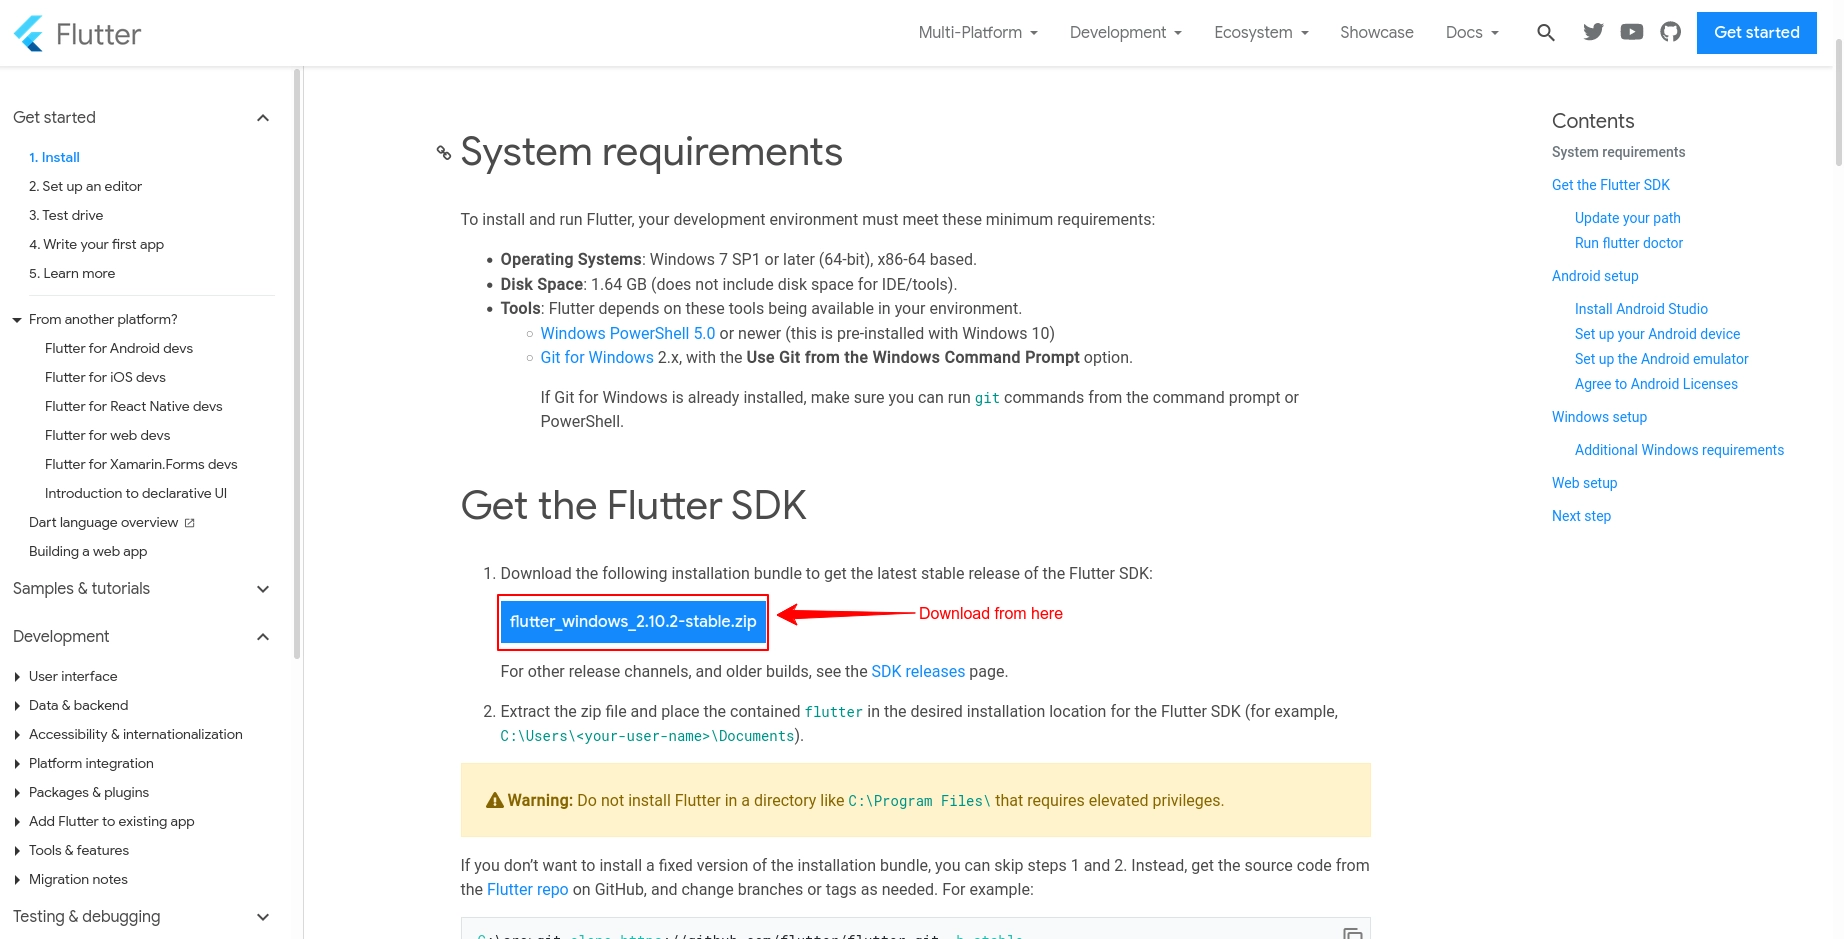 Flutter
Multi-Platform
Development
Ecosystem
Showcase
Docs
Get started
Get started
1. Install
2. Set up an editor
3. Test drive
4. Write your first app
5. Learn more
From another platform?
Flutter for Android devs
Flutter for iOS devs
Flutter for React Native devs
Flutter for web devs
Flutter for Xamarin.Forms devs
Introduction to declarative UI
Dart language overview
Building a web app
Samples & tutorials
Development
User interface
Data & backend
Accessibility & internationalization
Platform integration
Packages & plugins
Add Flutter to existing app
Tools & features
Migration notes
Testing & debugging
System requirements
To install and run Flutter, your development environment must meet these minimum requirements:
Operating Systems: Windows 7 SP1 or later (64-bit), x86-64 based.
Disk Space: 1.64 GB (does not include disk space for IDE/tools).
Tools: Flutter depends on these tools being available in your environment.
Windows PowerShell 5.0 or newer (this is pre-installed with Windows 10)
Git for Windows 2.x, with the Use Git from the Windows Command Prompt option.
If Git for Windows is already installed, make sure you can run git commands from the command prompt or
PowerShell.
Get the Flutter SDK
1. Download the following installation bundle to get the latest stable release of the Flutter SDK:
flutter_windows_2.10.2-stable.zip
Download from here
For other release channels, and older builds, see the SDK releases page.
2. Extract the zip file and place the contained flutter in the desired installation location for the Flutter SDK (for example,
C:\Users\<your-user-name>\Documents).
Warning: Do not install Flutter in a directory like C:\Program Files\ that requires elevated privileges.
If you don't want to install a fixed version of the installation bundle, you can skip steps 1 and 2. Instead, get the source code from
the Flutter repo on GitHub, and change branches or tags as needed. For example:
C:\src>git clone https://github.com/flutter/flutter.git -b stable
Contents
System requirements
Get the Flutter SDK
Update your path
Run flutter doctor
Android setup
Install Android Studio
Set up your Android device
Set up the Android emulator
Agree to Android Licenses
Windows setup
Additional Windows requirements
Web setup
Next step